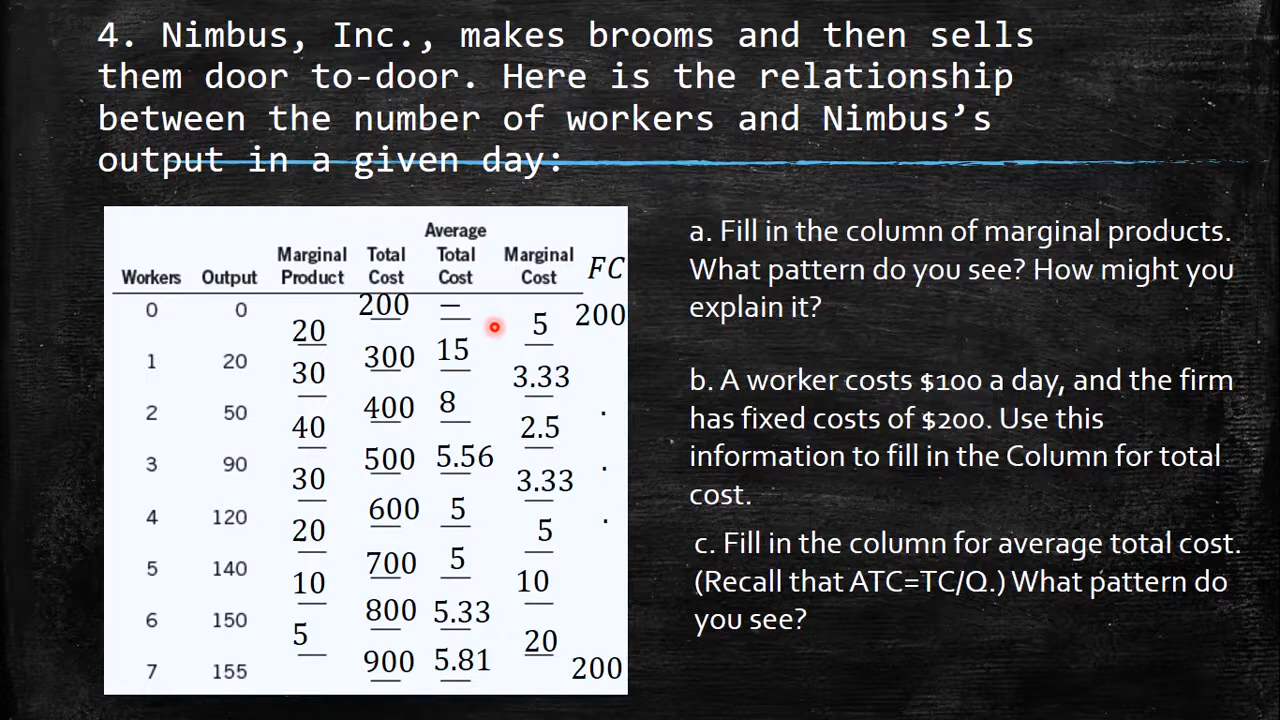 4. Nimbus, Inc., makes brooms and then sells
them door to-door. Here is the relationship
between the number of workers and Nimbus’s
output in a given day:
Workers Output Marginal Product Total Cost Average Total Cost Marginal Cost FC
0 0 200 — 200
20 5
1 20 300 15
30 3.33
2 50 400 8 .
40 2.5
3 90 500 5.56 .
30 3.33
4 120 600 5 .
20 5
5 140 700 5
10 10
6 150 800 5.33
5 20
7 155 900 5.81 200
a. Fill in the column of marginal products.
What pattern do you see? How might you
explain it?
b. A worker costs $100 a day, and the firm
has fixed costs of $200. Use this
information to fill in the Column for total
cost.
c. Fill in the column for average total cost.
(Recall that ATC=TC/Q.) What pattern do
you see?